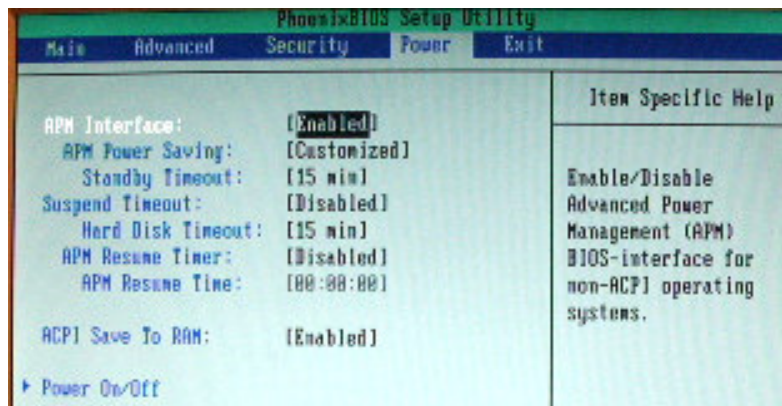 PhoenixBIOS Setup Utility
Main Advanced Security Power Exit
Item Specific Help
APM Interface: [Enabled]
APM Power Saving: [Customized]
Standby Timeout: [15 min]
Suspend Timeout: [Disabled]
Hard Disk Timeout: [15 min]
APM Resume Timer: [Disabled]
APM Resume Time: [00:00:00]
ACPI Save To RAM: [Enabled]
Power On/Off
Enable/Disable
Advanced Power
Management (APM)
BIOS-interface for
non-ACPI operating
systems.